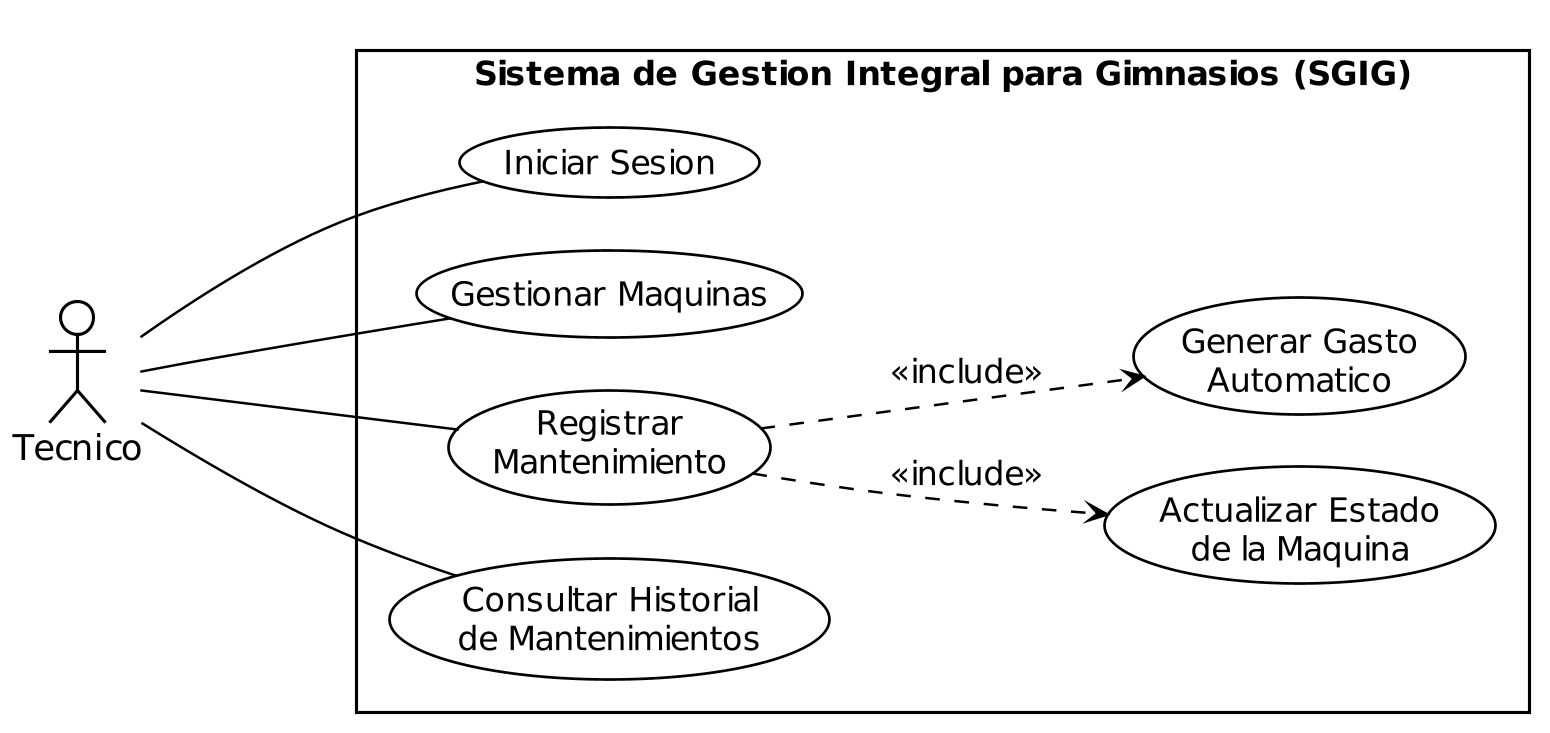 Sistema de Gestion Integral para Gimnasios (SGIG)
Iniciar Sesion
Gestionar Maquinas
Registrar
Mantenimiento
Consultar Historial
de Mantenimientos
«include»
«include»
Generar Gasto
Automatico
Actualizar Estado
de la Maquina
Tecnico